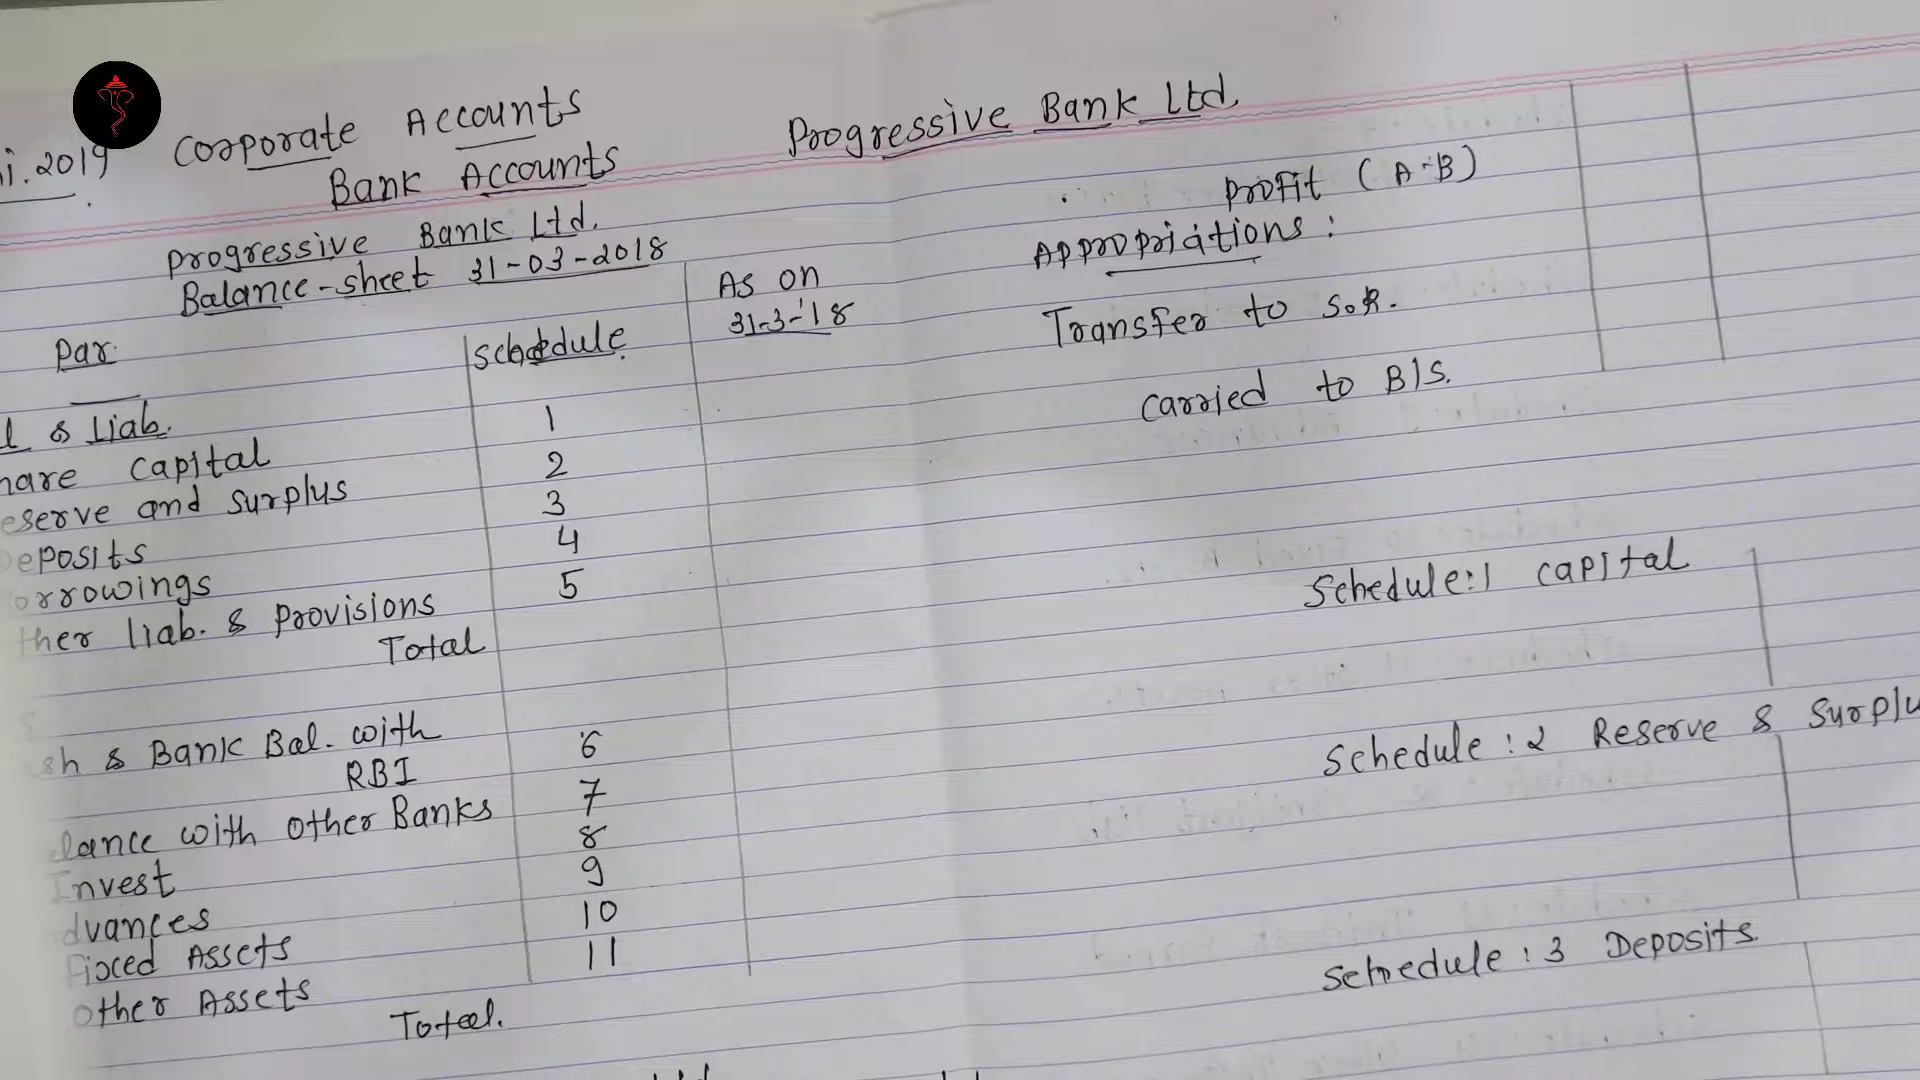 i. 2019 Corporate Accounts
Bank Accounts
Progressive Bank Ltd.
Balance-sheet 31-03-2018
Par. Schedule As on
31-3-'18
l & Liab.
hare capital 1
eserve and Surplus 2
eposits 3
orrowings 4
ther liab. & Provisions 5
Total
sh & Bank Bal. with
RBI 6
lance with other Banks 7
Invest 8
dvances 9
Fixed Assets 10
other Assets 11
Total.
Progressive Bank Ltd.
Profit (A-B)
Appropriations:
Transfer to S.R.
carried to B/S.
Schedule:1 capital
Schedule:2 Reserve & Surplu
Schedule:3 Deposits.